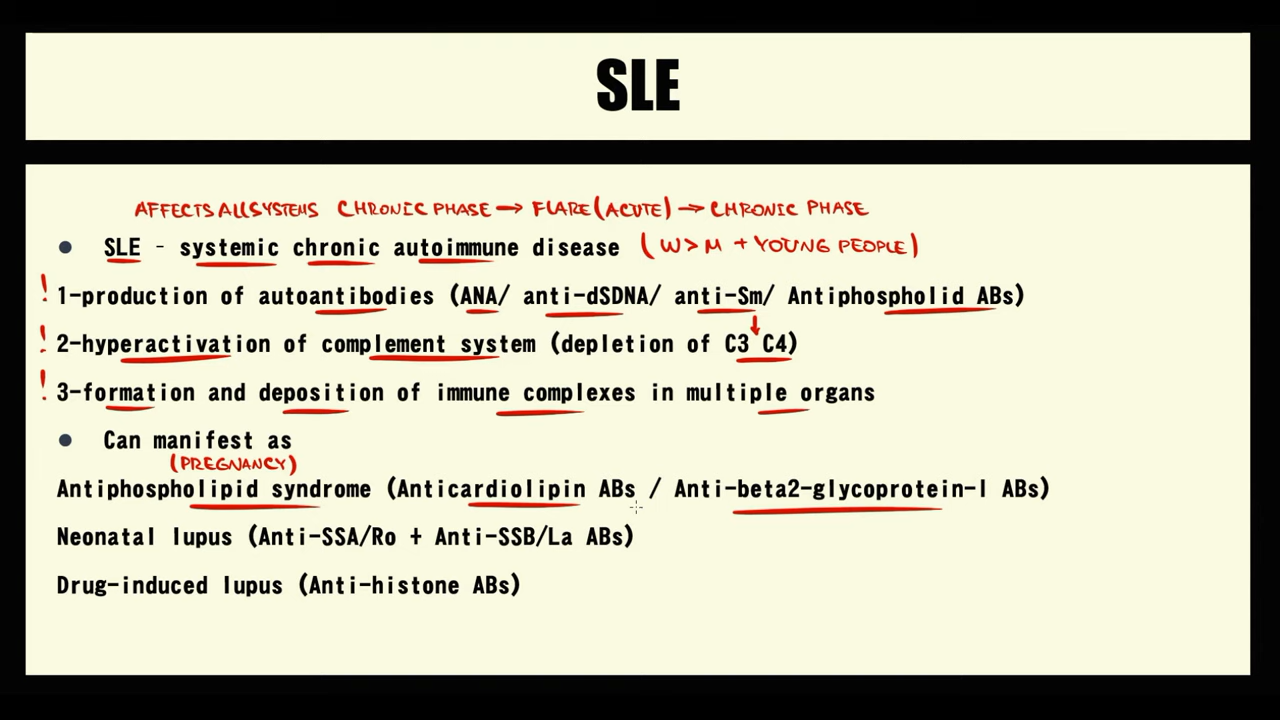 SLE
AFFECTS ALL SYSTEMS CHRONIC PHASE → FLARE (ACUTE) → CHRONIC PHASE
• SLE - systemic chronic autoimmune disease (W > M + YOUNG PEOPLE)
! 1-production of autoantibodies (ANA/ anti-dSDNA/ anti-Sm/ Antiphospholid ABs)
! 2-hyperactivation of complement system (depletion of C3 ↓ C4)
! 3-formation and deposition of immune complexes in multiple organs
• Can manifest as
(PREGNANCY)
Antiphospholipid syndrome (Anticardiolipin ABs / Anti-beta2-glycoprotein-I ABs)
Neonatal lupus (Anti-SSA/Ro + Anti-SSB/La ABs)
Drug-induced lupus (Anti-histone ABs)